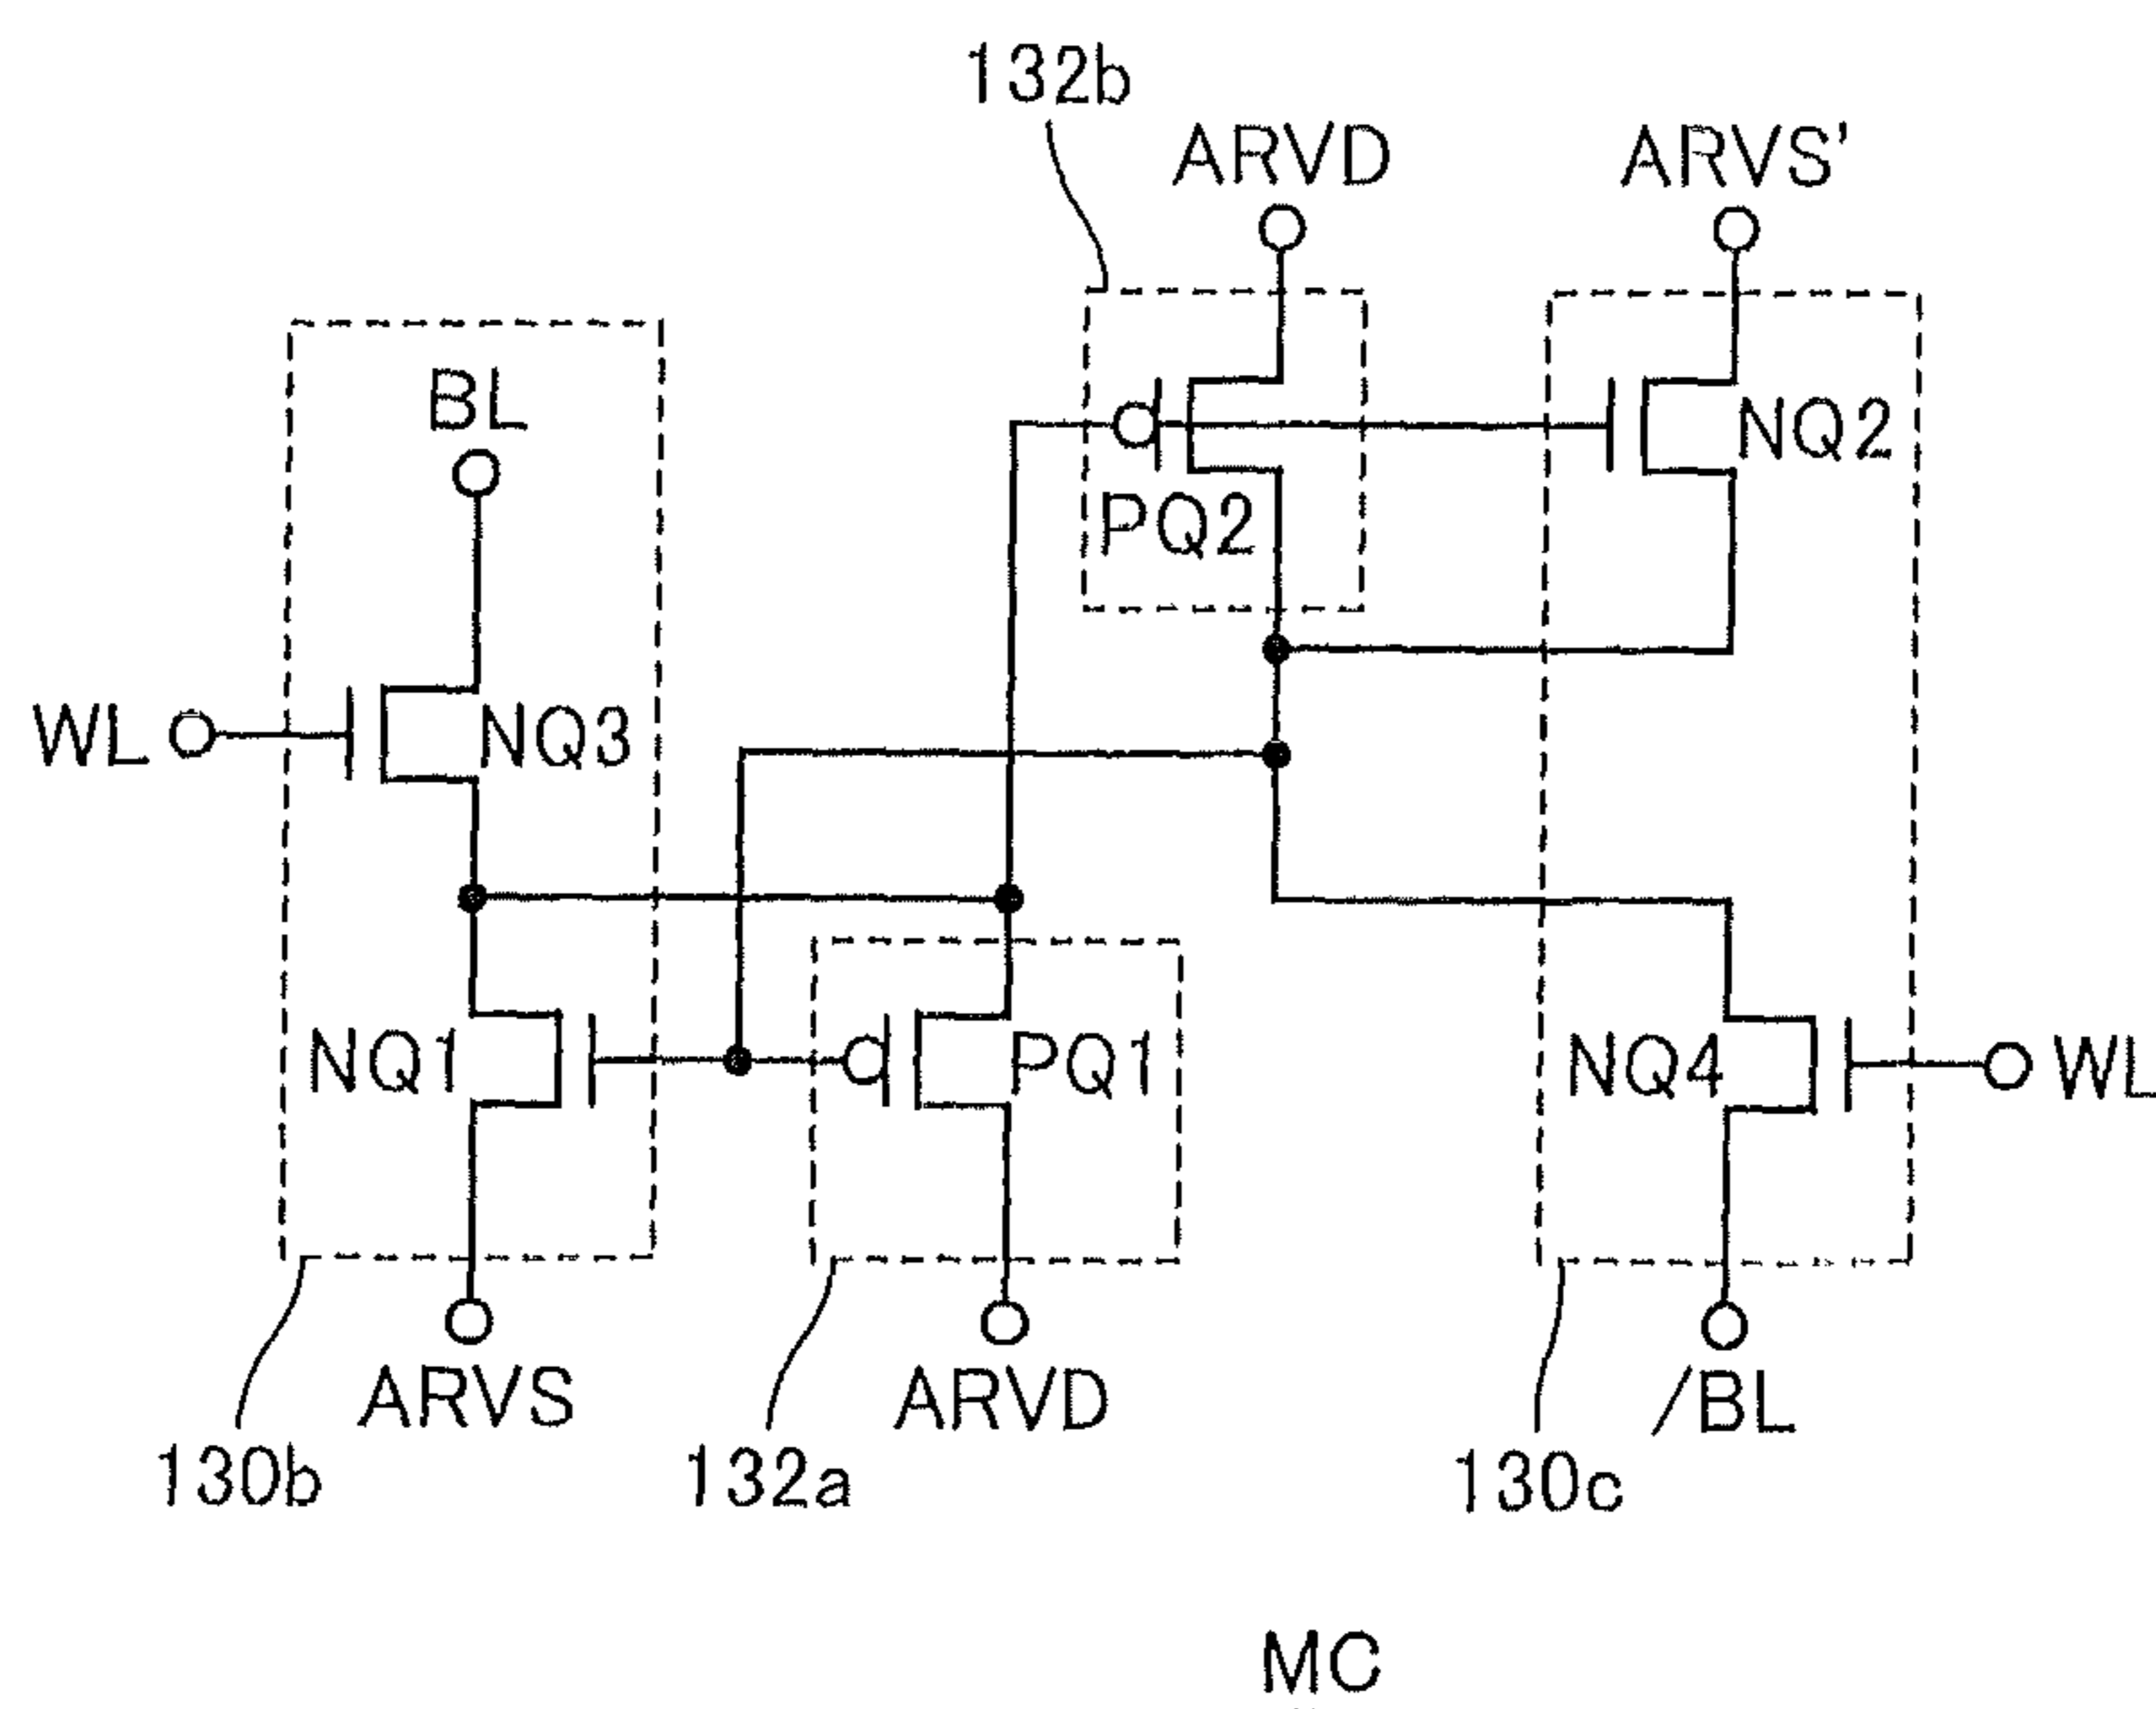 132b
ARVD
ARVS'
BL
PQ2
NQ2
WL
NQ3
NQ1
PQ1
NQ4
WL
ARVS
ARVD
/BL
130b
132a
130c
MC